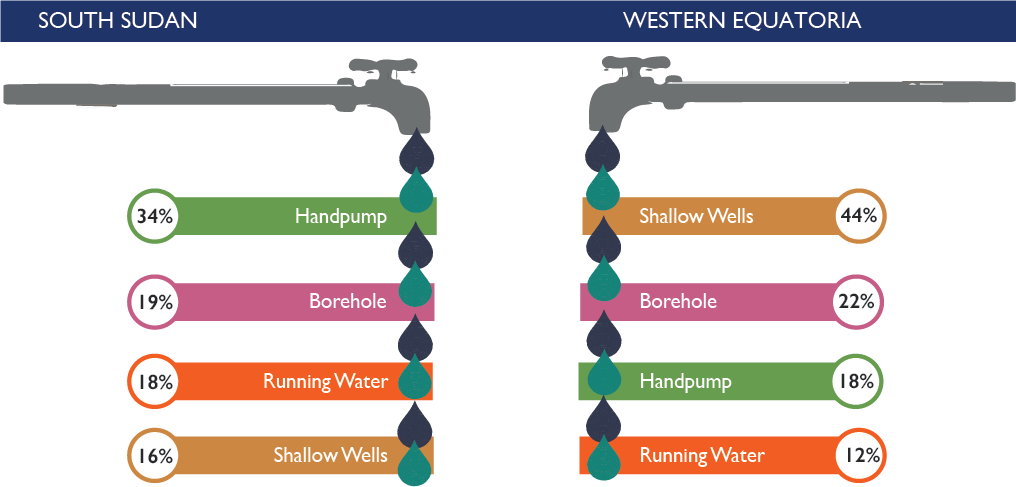 SOUTH SUDAN
34% Handpump
19% Borehole
18% Running Water
16% Shallow Wells
WESTERN EQUATORIA
Shallow Wells 44%
Borehole 22%
Handpump 18%
Running Water 12%